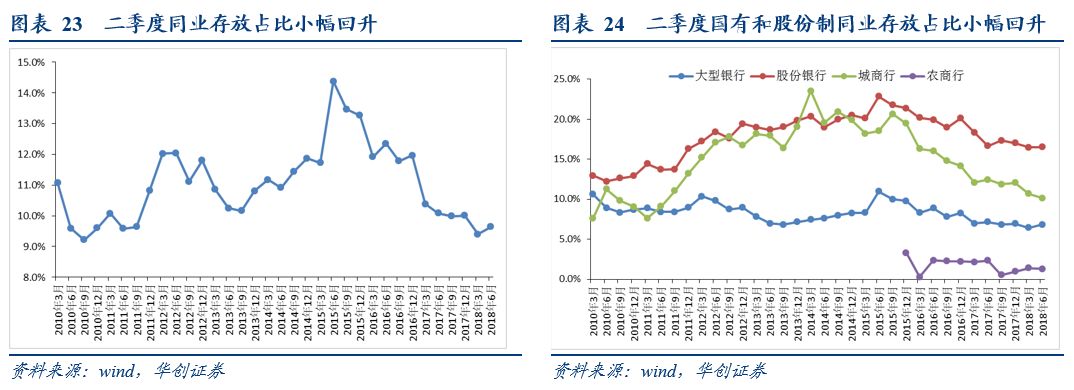 图表 23 二季度同业存放占比小幅回升
15.0%
14.0%
13.0%
12.0%
11.0%
10.0%
9.0%
8.0%
2010年3月
2010年6月
2010年9月
2010年12月
2011年3月
2011年6月
2011年9月
2011年12月
2012年3月
2012年6月
2012年9月
2012年12月
2013年3月
2013年6月
2013年9月
2013年12月
2014年3月
2014年6月
2014年9月
2014年12月
2015年3月
2015年6月
2015年9月
2015年12月
2016年3月
2016年6月
2016年9月
2016年12月
2017年3月
2017年6月
2017年9月
2017年12月
2018年3月
2018年6月
资料来源：wind，华创证券
图表 24 二季度国有和股份制同业存放占比小幅回升
大型银行 股份银行 城商行 农商行
25.0%
20.0%
15.0%
10.0%
5.0%
0.0%
2010年3月
2010年6月
2010年9月
2010年12月
2011年3月
2011年6月
2011年9月
2011年12月
2012年3月
2012年6月
2012年9月
2012年12月
2013年3月
2013年6月
2013年9月
2013年12月
2014年3月
2014年6月
2014年9月
2014年12月
2015年3月
2015年6月
2015年9月
2015年12月
2016年3月
2016年6月
2016年9月
2016年12月
2017年3月
2017年6月
2017年9月
2017年12月
2018年3月
2018年6月
资料来源：wind，华创证券